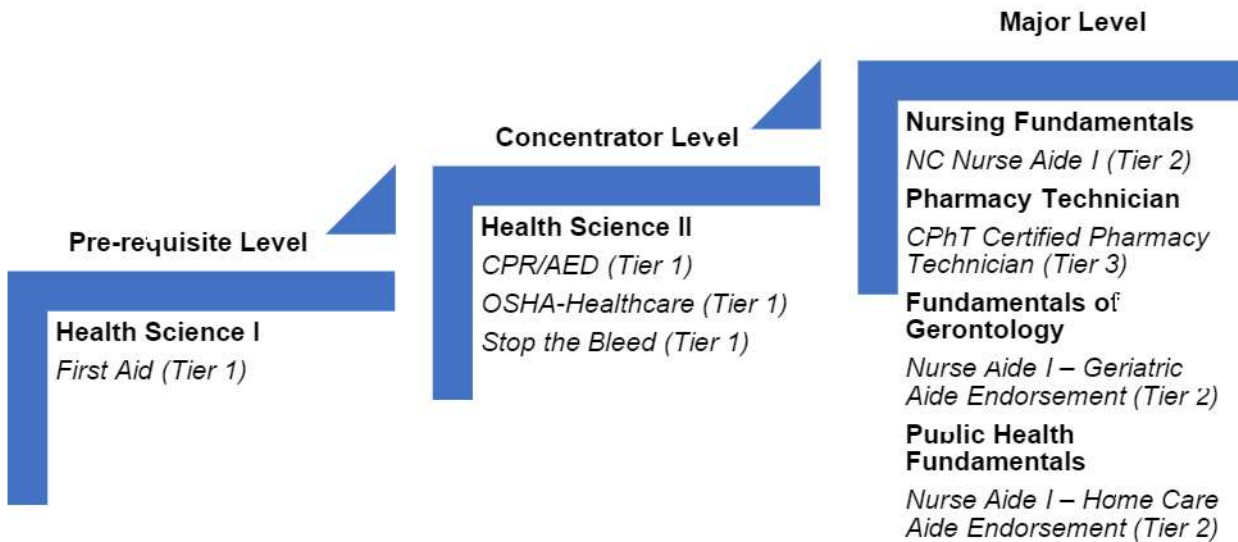 Major Level
Nursing Fundamentals
NC Nurse Aide I (Tier 2)
Pharmacy Technician
CPhT Certified Pharmacy
Technician (Tier 3)
Fundamentals of
Gerontology
Nurse Aide I – Geriatric
Aide Endorsement (Tier 2)
Public Health
Fundamentals
Nurse Aide I – Home Care
Aide Endorsement (Tier 2)
Concentrator Level
Health Science II
CPR/AED (Tier 1)
OSHA-Healthcare (Tier 1)
Stop the Bleed (Tier 1)
Pre-requisite Level
Health Science I
First Aid (Tier 1)